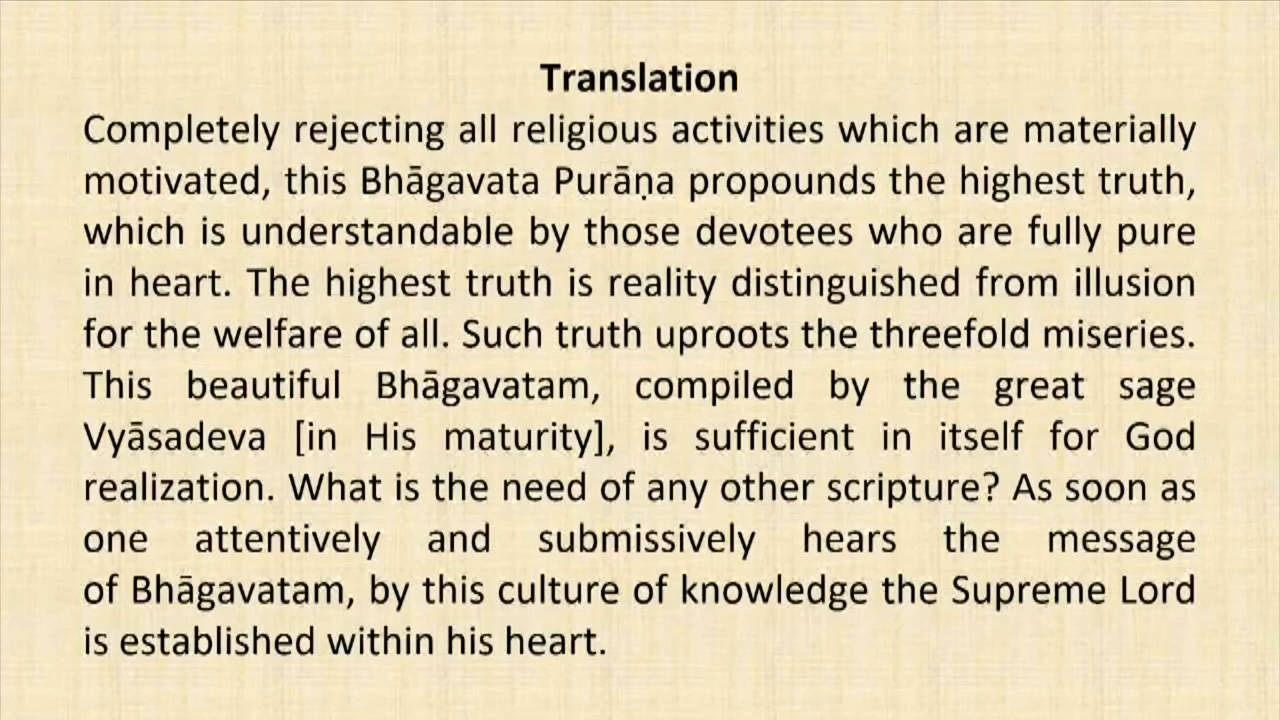 Translation
Completely rejecting all religious activities which are materially
motivated, this Bhāgavata Purāṇa propounds the highest truth,
which is understandable by those devotees who are fully pure
in heart. The highest truth is reality distinguished from illusion
for the welfare of all. Such truth uproots the threefold miseries.
This beautiful Bhāgavatam, compiled by the great sage
Vyāsadeva [in His maturity], is sufficient in itself for God
realization. What is the need of any other scripture? As soon as
one attentively and submissively hears the message
of Bhāgavatam, by this culture of knowledge the Supreme Lord
is established within his heart.